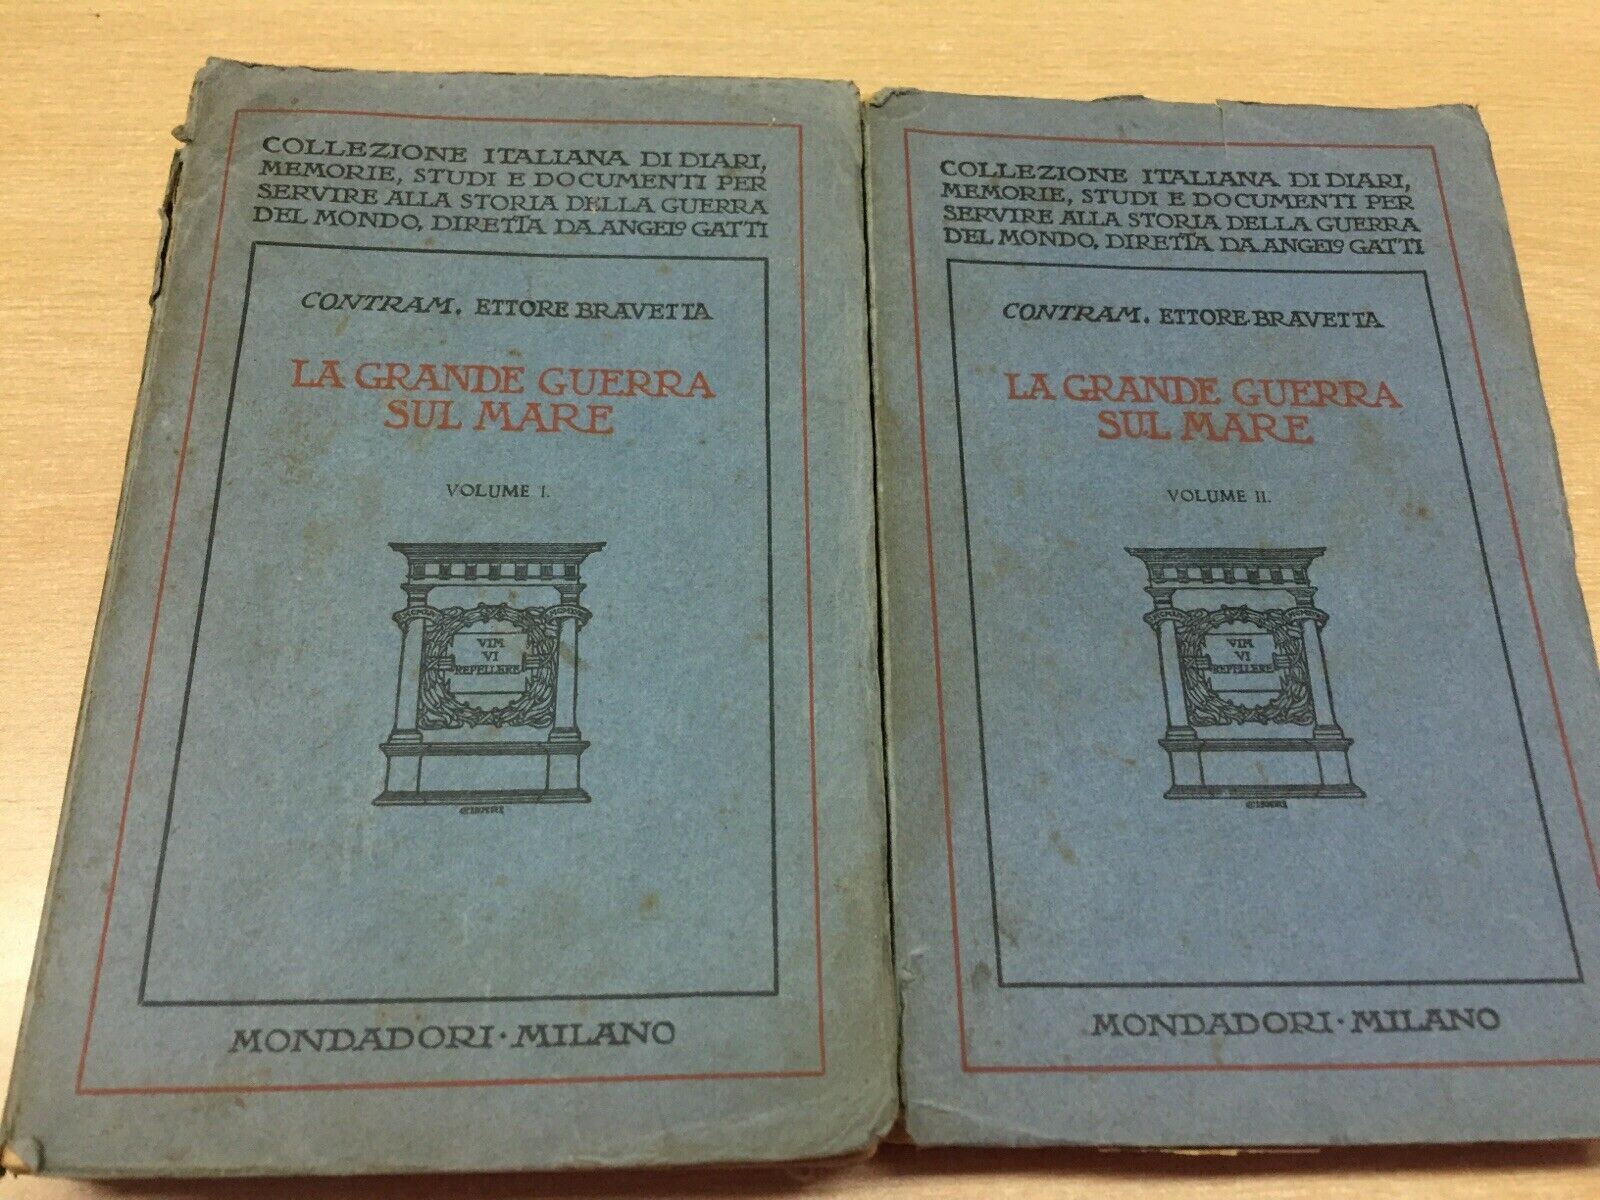 COLLEZIONE ITALIANA DI DIARI,
MEMORIE, STUDI E DOCUMENTI PER
SERVIRE ALLA STORIA DELLA GUERRA
DEL MONDO, DIRETTA DA ANGELO GATTI
CONTRAM. ETTORE BRAVETTA
LA GRANDE GUERRA
SUL MARE
VOLUME I.
VIM
VI
REPELLERE
MONDADORI · MILANO
COLLEZIONE ITALIANA DI DIARI,
MEMORIE, STUDI E DOCUMENTI PER
SERVIRE ALLA STORIA DELLA GUERRA
DEL MONDO, DIRETTA DA ANGELO GATTI
CONTRAM. ETTORE BRAVETTA
LA GRANDE GUERRA
SUL MARE
VOLUME II.
VIM
VI
REPELLERE
MONDADORI · MILANO